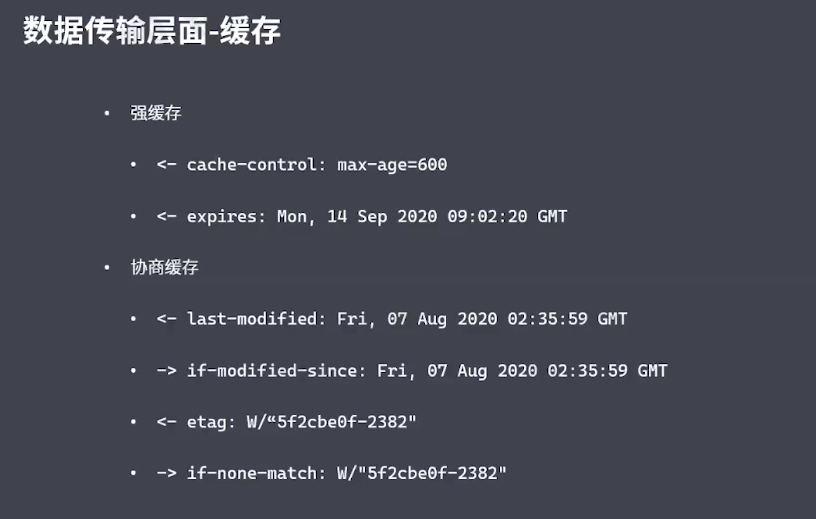 数据传输层面-缓存
• 强缓存
• <- cache-control: max-age=600
• <- expires: Mon, 14 Sep 2020 09:02:20 GMT
• 协商缓存
• <- last-modified: Fri, 07 Aug 2020 02:35:59 GMT
• -> if-modified-since: Fri, 07 Aug 2020 02:35:59 GMT
• <- etag: W/“5f2cbe0f-2382"
• -> if-none-match: W/"5f2cbe0f-2382"